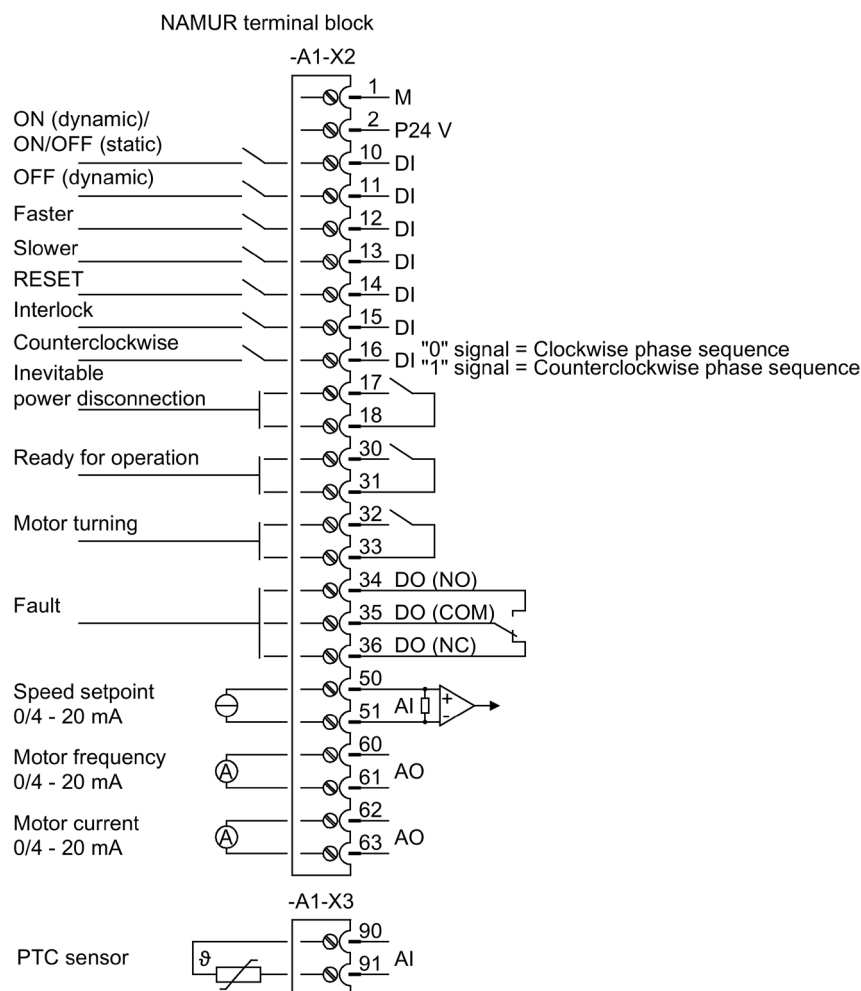 NAMUR terminal block
-A1-X2
1 M
ON (dynamic)/
2 P24 V
ON/OFF (static)
10 DI
OFF (dynamic)
11 DI
Faster
12 DI
Slower
13 DI
RESET
14 DI
Interlock
15 DI
Counterclockwise
16 DI "0" signal = Clockwise phase sequence
"1" signal = Counterclockwise phase sequence
Inevitable
17
power disconnection
18
30
Ready for operation
31
32
Motor turning
33
34 DO (NO)
Fault
35 DO (COM)
36 DO (NC)
50
Speed setpoint
AI + -
0/4 - 20 mA
51
60
Motor frequency
A AO
0/4 - 20 mA
61
62
Motor current
A AO
0/4 - 20 mA
63
-A1-X3
90
PTC sensor ϑ AI
91